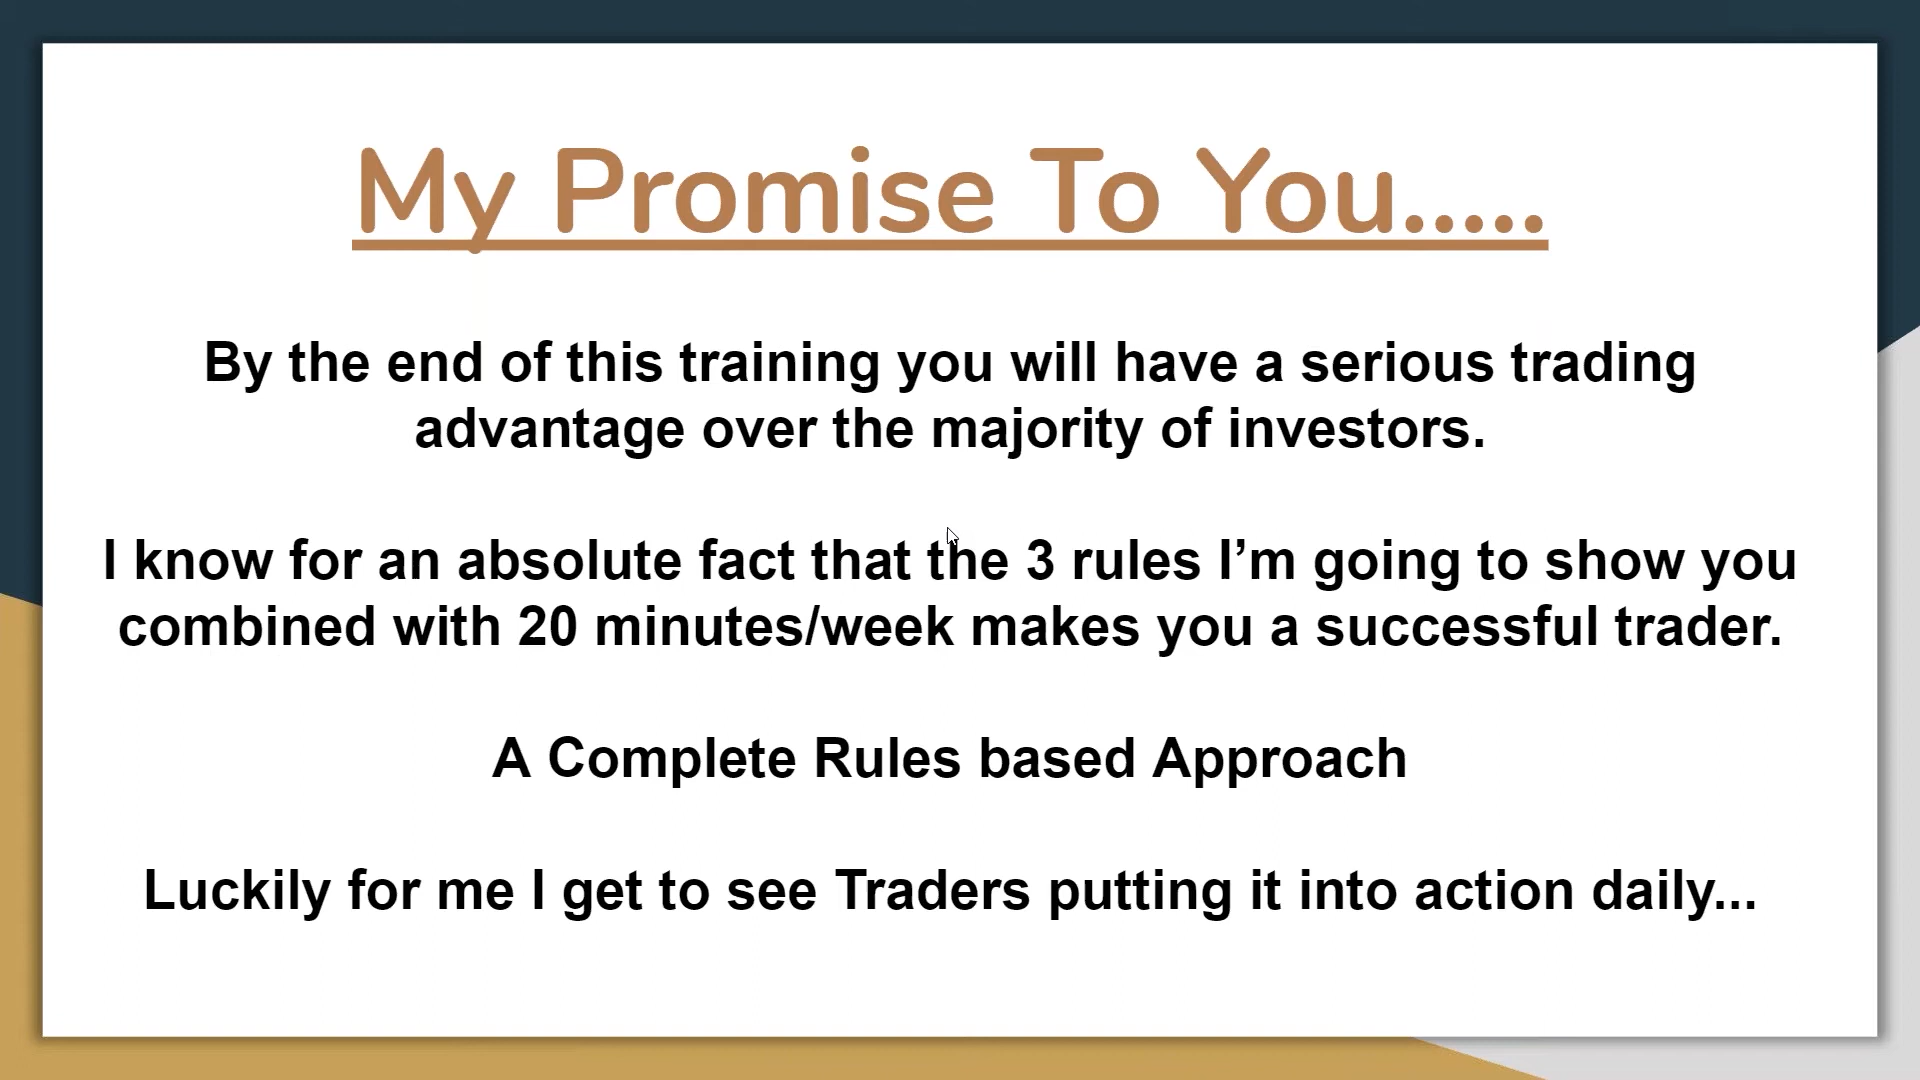 My Promise To You.....
By the end of this training you will have a serious trading
advantage over the majority of investors.
I know for an absolute fact that the 3 rules I’m going to show you
combined with 20 minutes/week makes you a successful trader.
A Complete Rules based Approach
Luckily for me I get to see Traders putting it into action daily...